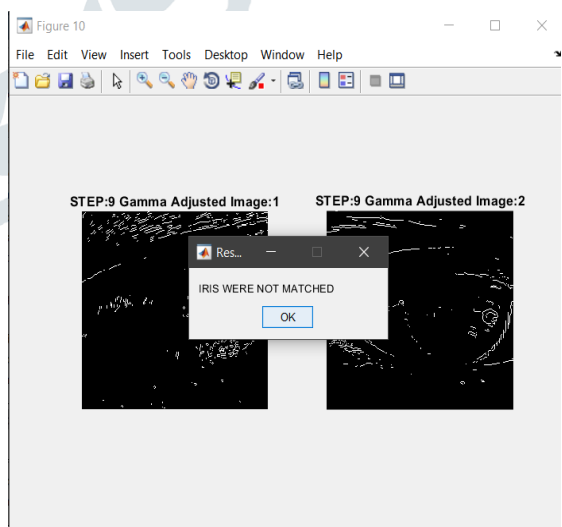 Figure 10
File Edit View Insert Tools Desktop Window Help
STEP:9 Gamma Adjusted Image:1
STEP:9 Gamma Adjusted Image:2
Res...
IRIS WERE NOT MATCHED
OK